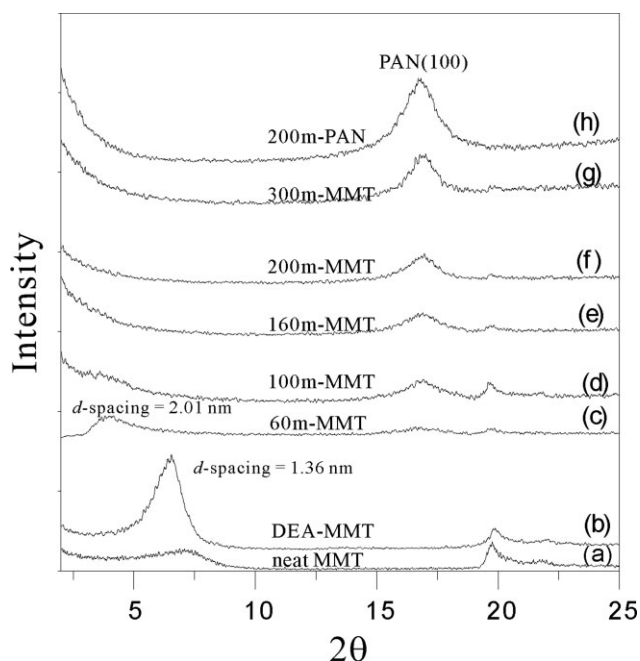 PAN(100)
200m-PAN
(h)
300m-MMT
(g)
200m-MMT
(f)
160m-MMT
(e)
100m-MMT
(d)
d-spacing = 2.01 nm
60m-MMT
(c)
d-spacing = 1.36 nm
DEA-MMT
(b)
neat MMT
(a)
Intensity
5 10 15 20 25
2θ